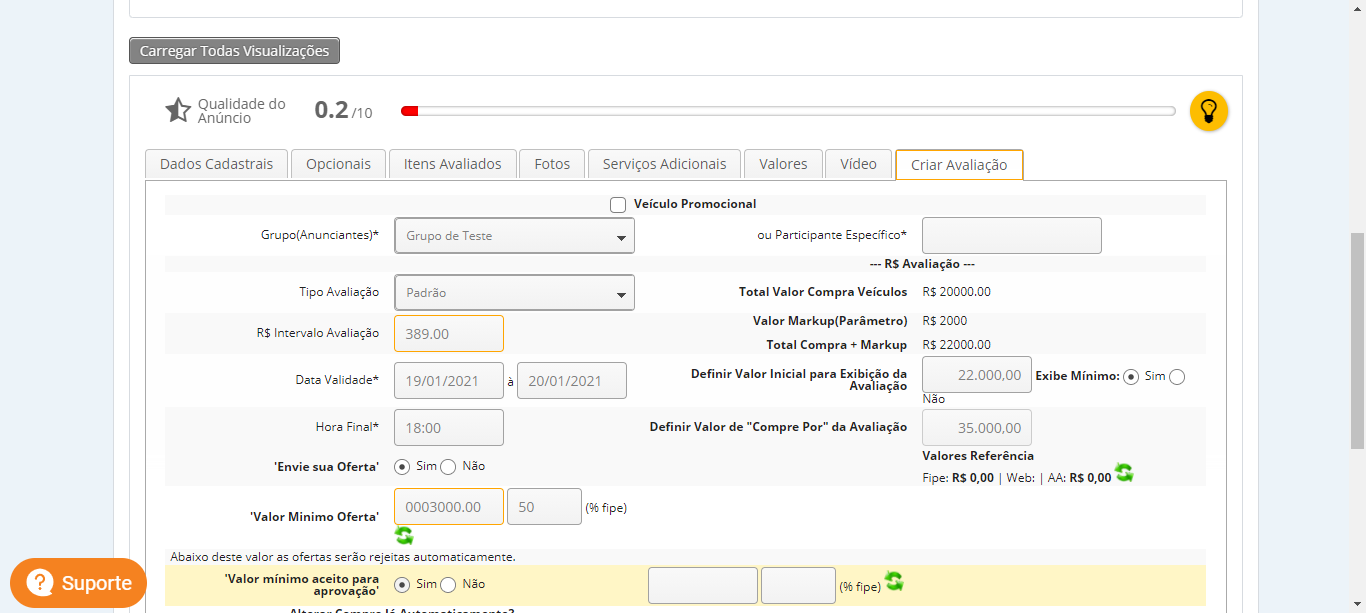 Carregar Todas Visualizações
Qualidade do
Anúncio
0.2 /10
Dados Cadastrais Opcionais Itens Avaliados Fotos Serviços Adicionais Valores Vídeo Criar Avaliação
Veículo Promocional
Grupo(Anunciantes)* Grupo de Teste ou Participante Específico*
--- R$ Avaliação ---
Tipo Avaliação Padrão Total Valor Compra Veículos R$ 20000.00
Valor Markup(Parâmetro) R$ 2000
R$ Intervalo Avaliação 389.00
Total Compra + Markup R$ 22000.00
Data Validade* 19/01/2021 à 20/01/2021 Definir Valor Inicial para Exibição da
Avaliação 22.000,00 Exibe Mínimo: Sim
Não
Hora Final* 18:00 Definir Valor de "Compre Por" da Avaliação 35.000,00
Valores Referência
'Envie sua Oferta' Sim Não
Fipe: R$ 0,00 | Web: | AA: R$ 0,00
'Valor Minimo Oferta' 0003000.00 50 (% fipe)
Abaixo deste valor as ofertas serão rejeitas automaticamente.
'Valor mínimo aceito para
aprovação' Sim Não (% fipe)
Suporte